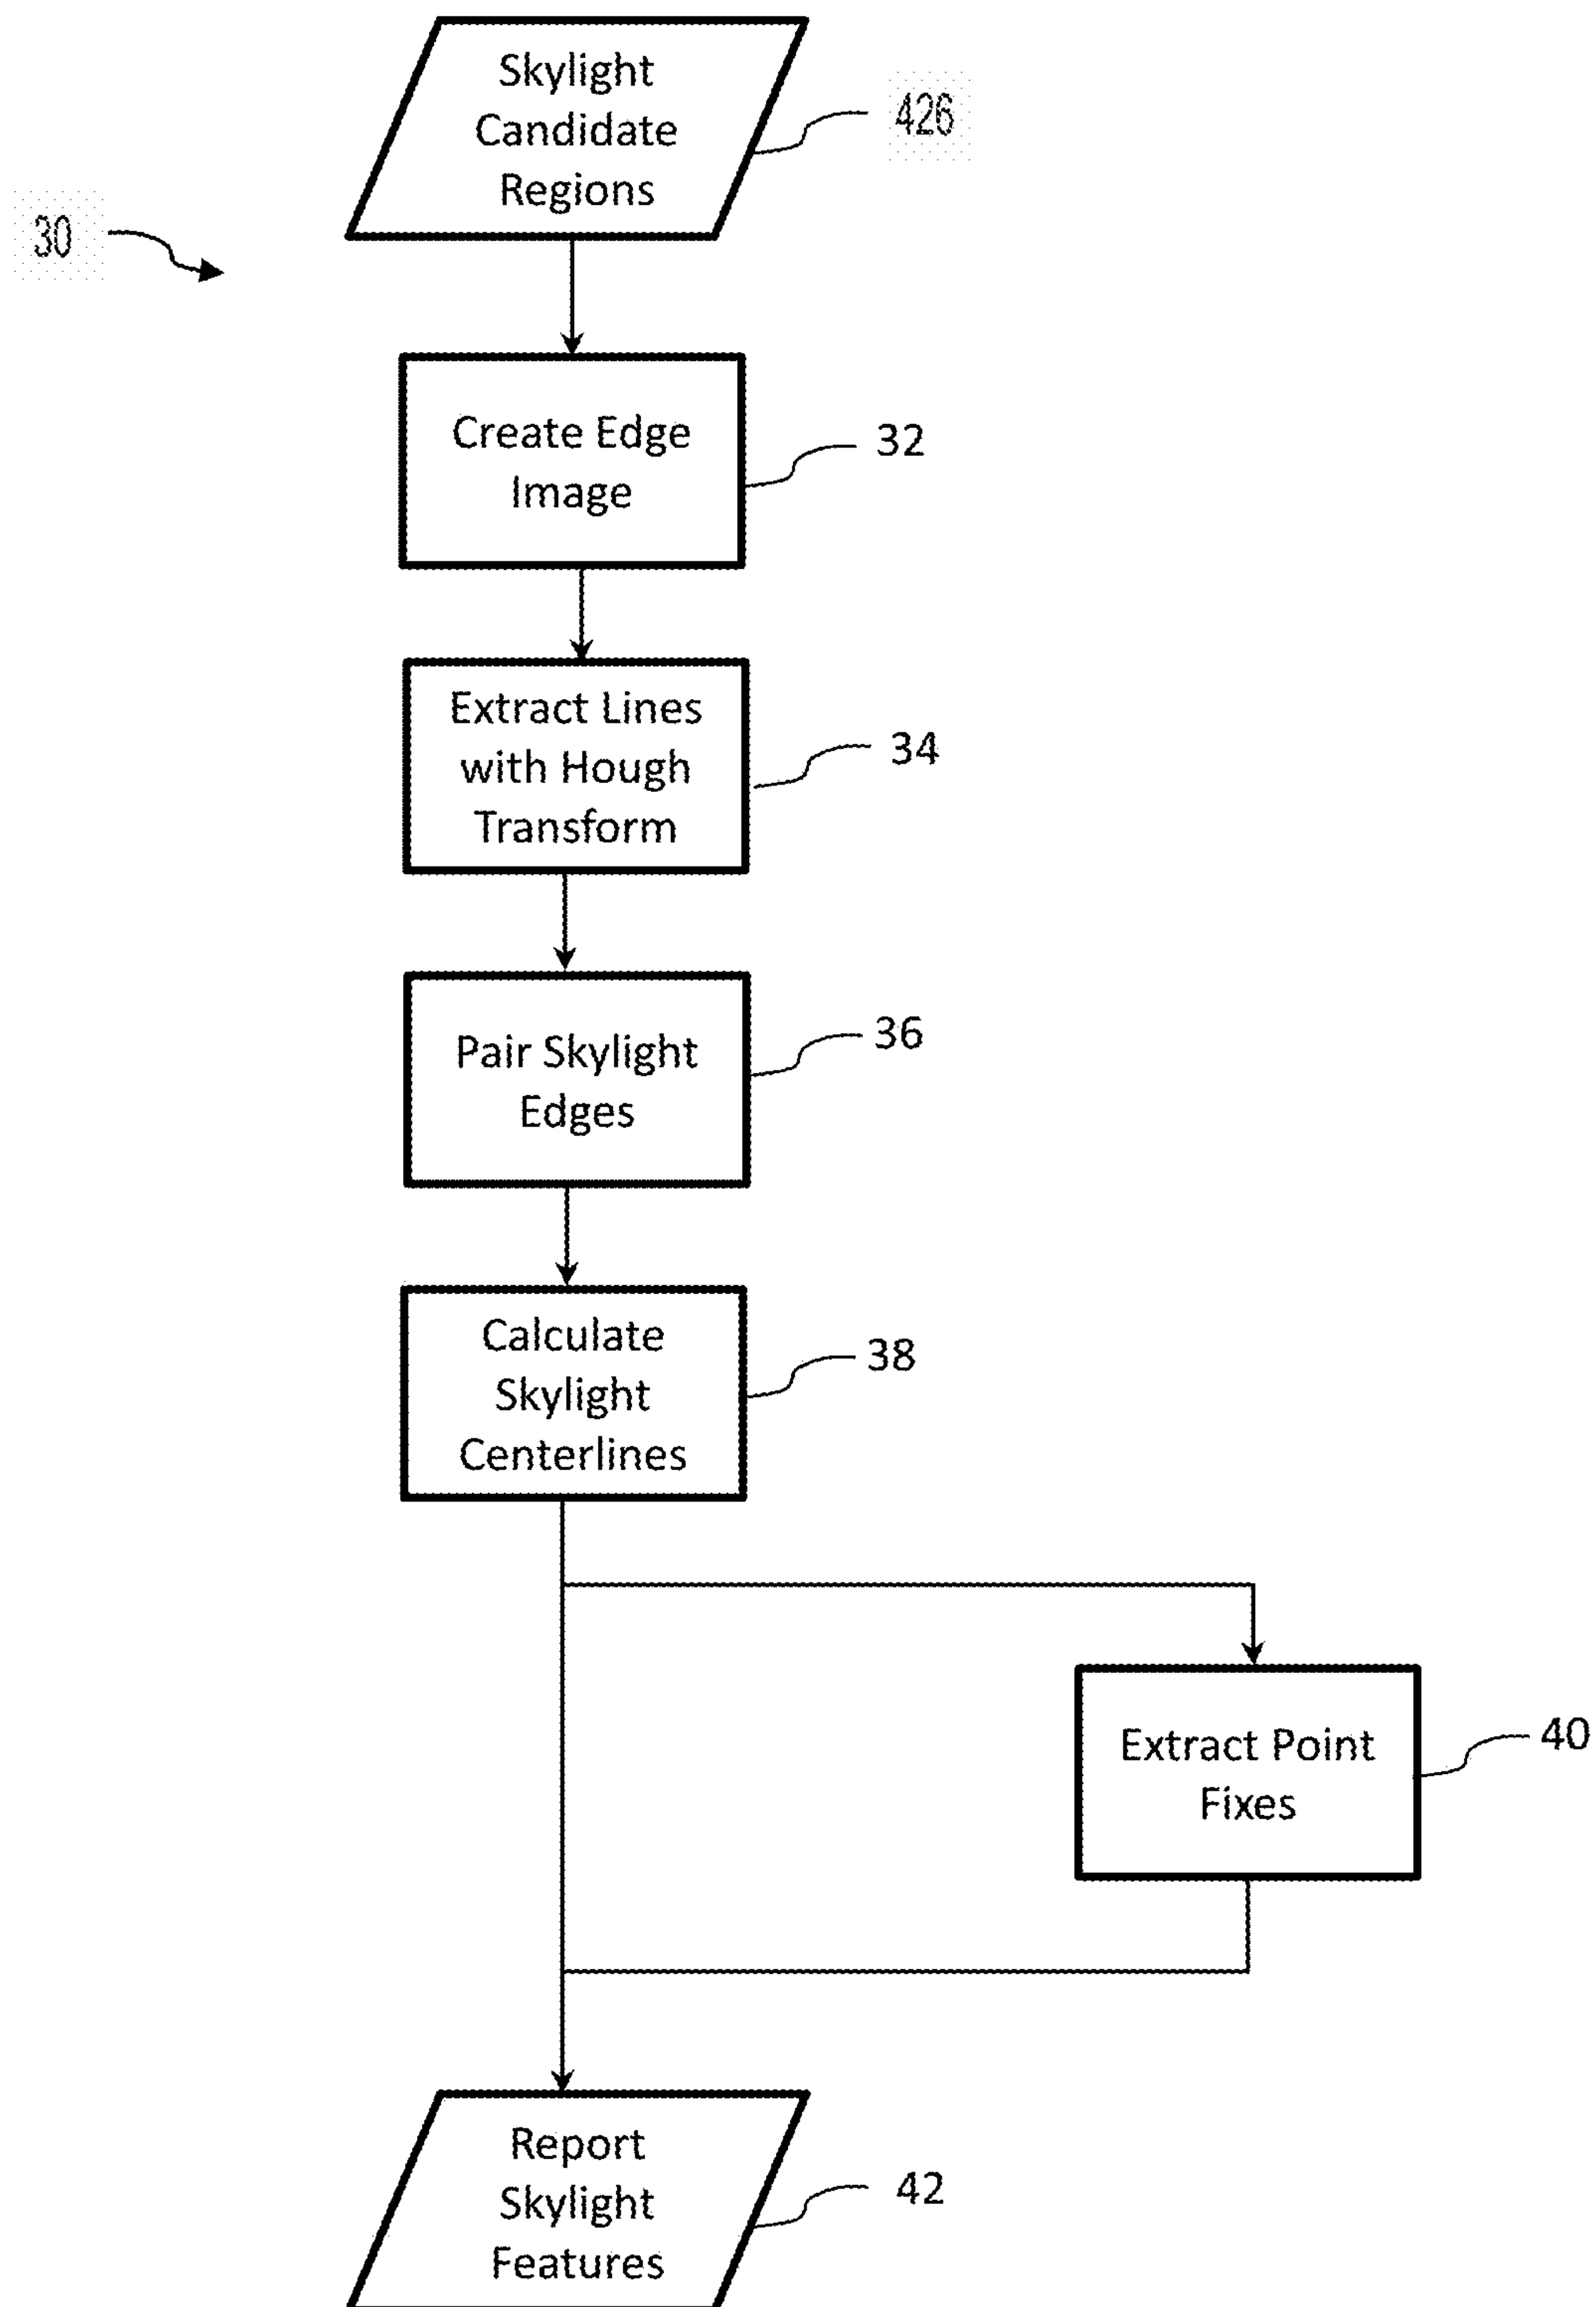 Skylight
Candidate
Regions
426
30
Create Edge
Image
32
Extract Lines
with Hough
Transform
34
Pair Skylight
Edges
36
Calculate
Skylight
Centerlines
38
Extract Point
Fixes
40
Report
Skylight
Features
42